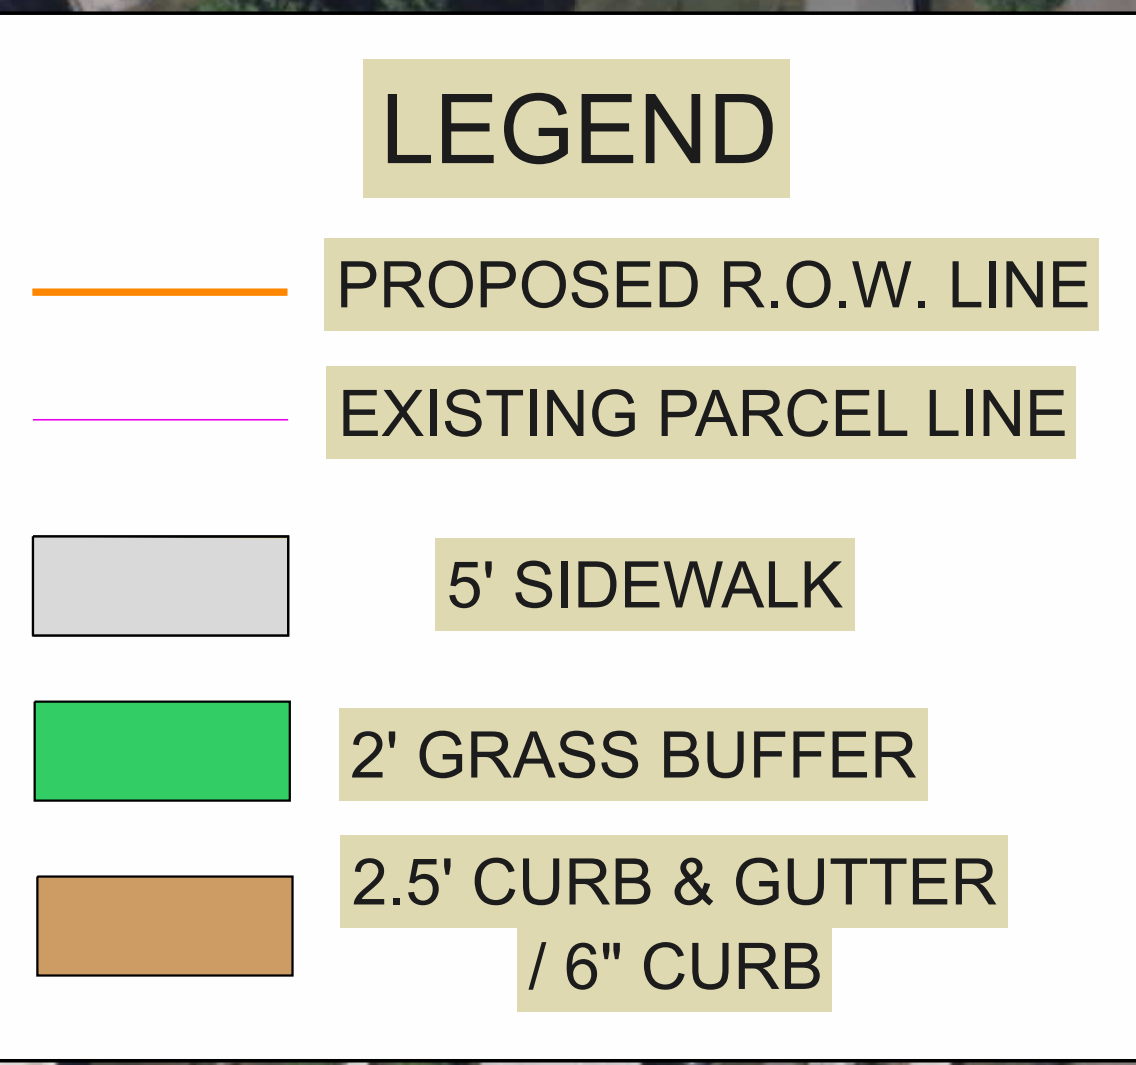 LEGEND
PROPOSED R.O.W. LINE
EXISTING PARCEL LINE
5' SIDEWALK
2' GRASS BUFFER
2.5' CURB & GUTTER
/ 6" CURB